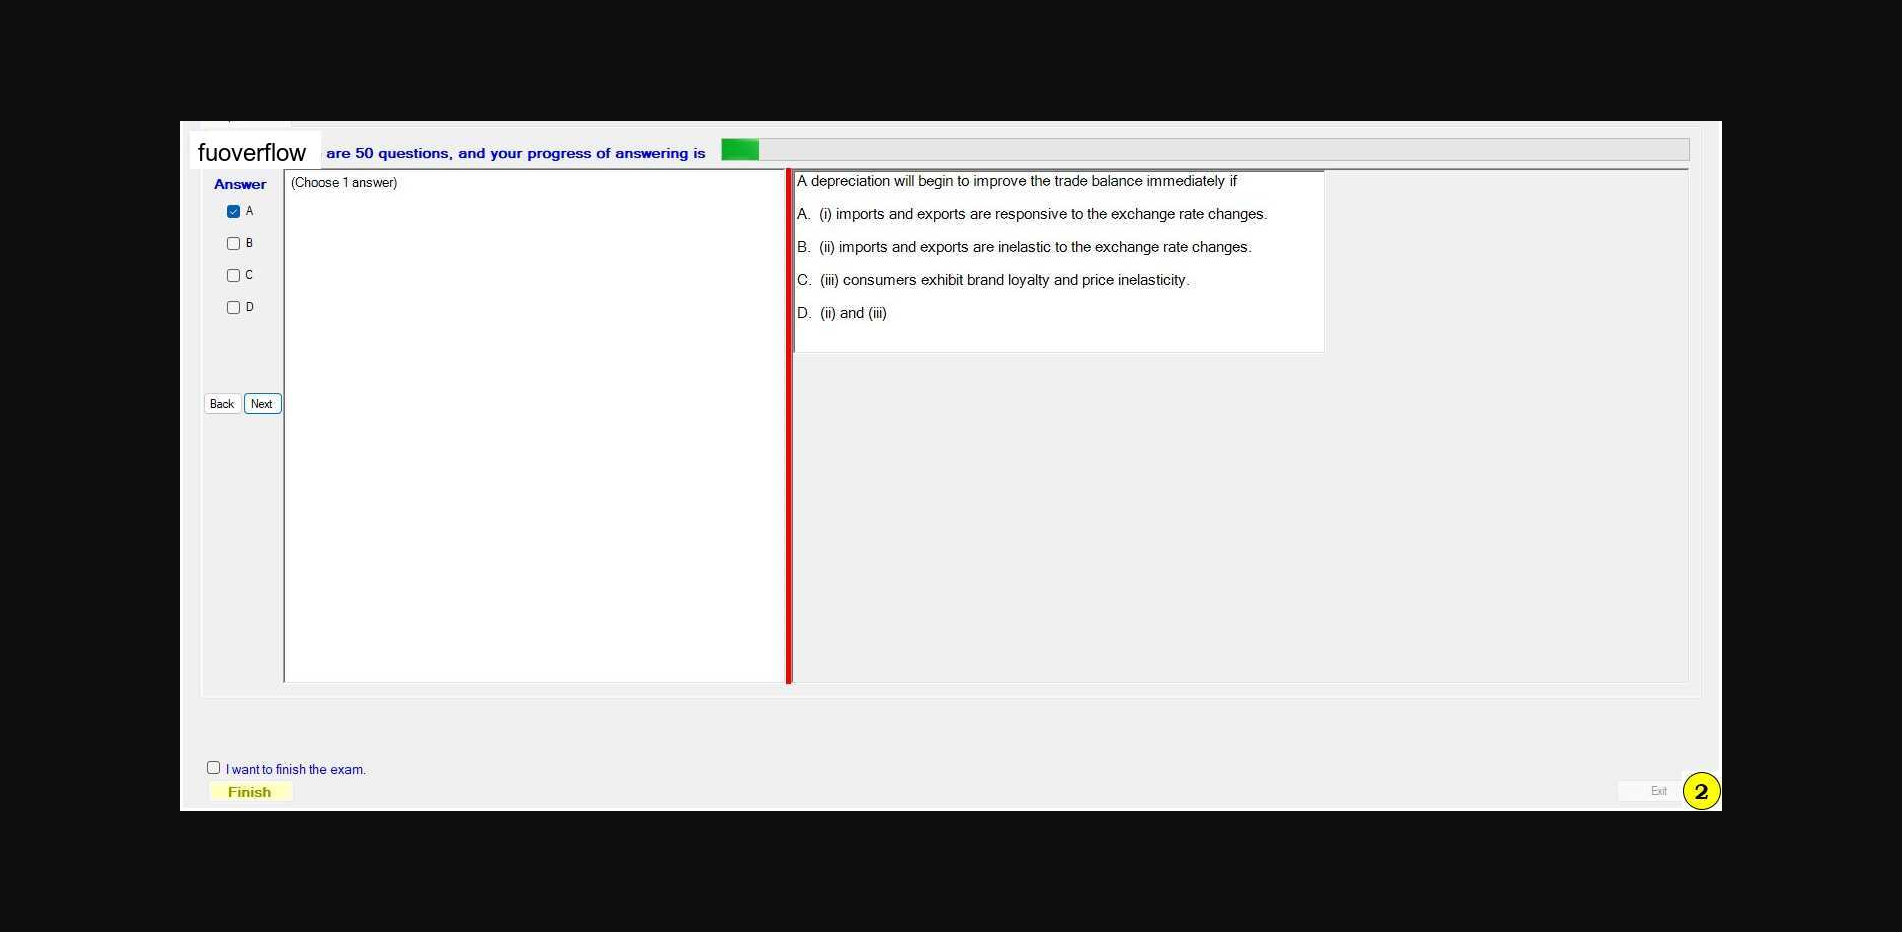 fuoverflow are 50 questions, and your progress of answering is
Answer
(Choose 1 answer)
A
B
C
D
Back Next
A depreciation will begin to improve the trade balance immediately if
A. (i) imports and exports are responsive to the exchange rate changes.
B. (ii) imports and exports are inelastic to the exchange rate changes.
C. (iii) consumers exhibit brand loyalty and price inelasticity.
D. (ii) and (iii)
I want to finish the exam.
Finish
Exit
2